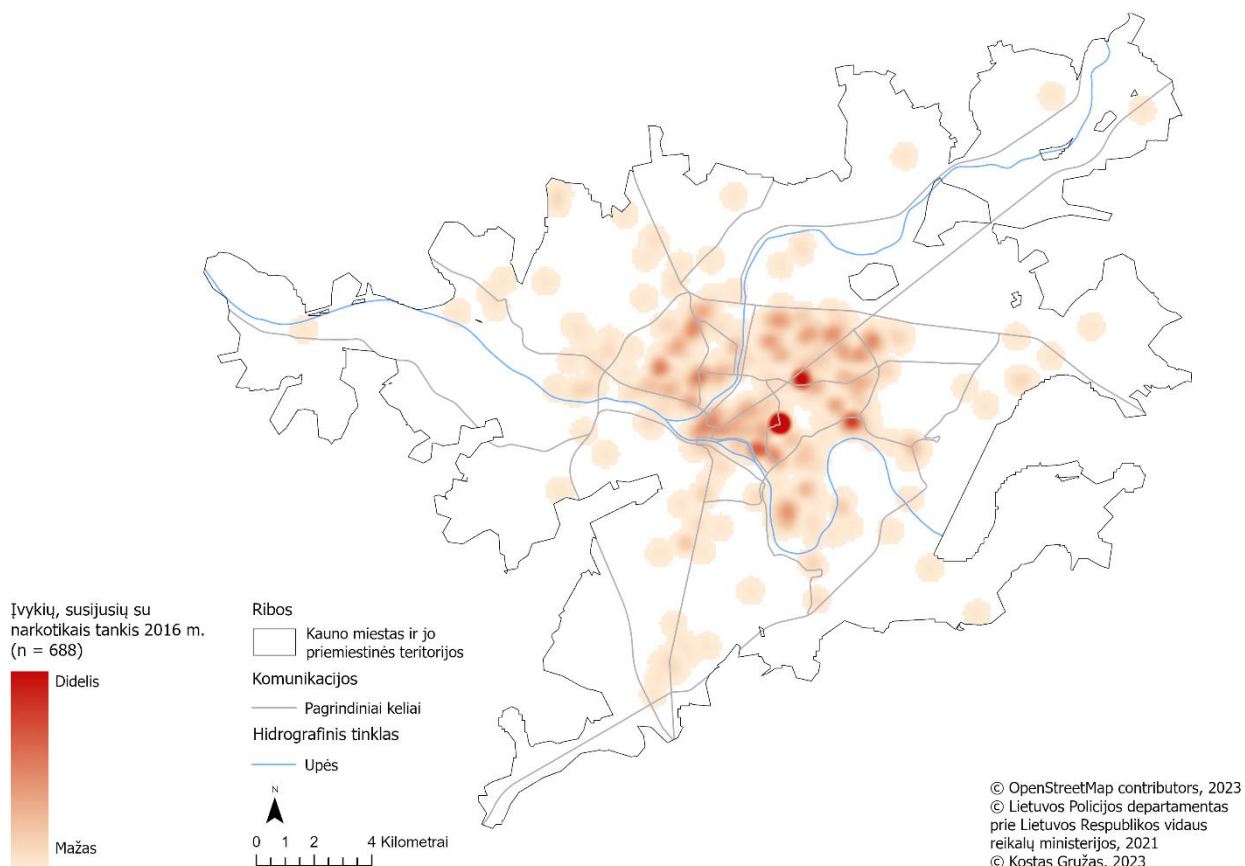 Įvykių, susijusių su
narkotikais tankis 2016 m.
(n = 688)
Didelis
Mažas
Ribos
Kauno miestas ir jo
priemiestinės teritorijos
Komunikacijos
Pagrindiniai keliai
Hidrografinis tinklas
Upės
N
0 1 2 4 Kilometrai
© OpenStreetMap contributors, 2023
© Lietuvos Policijos departamentas
prie Lietuvos Respublikos vidaus
reikalų ministerijos, 2021
© Kostas Gružas, 2023